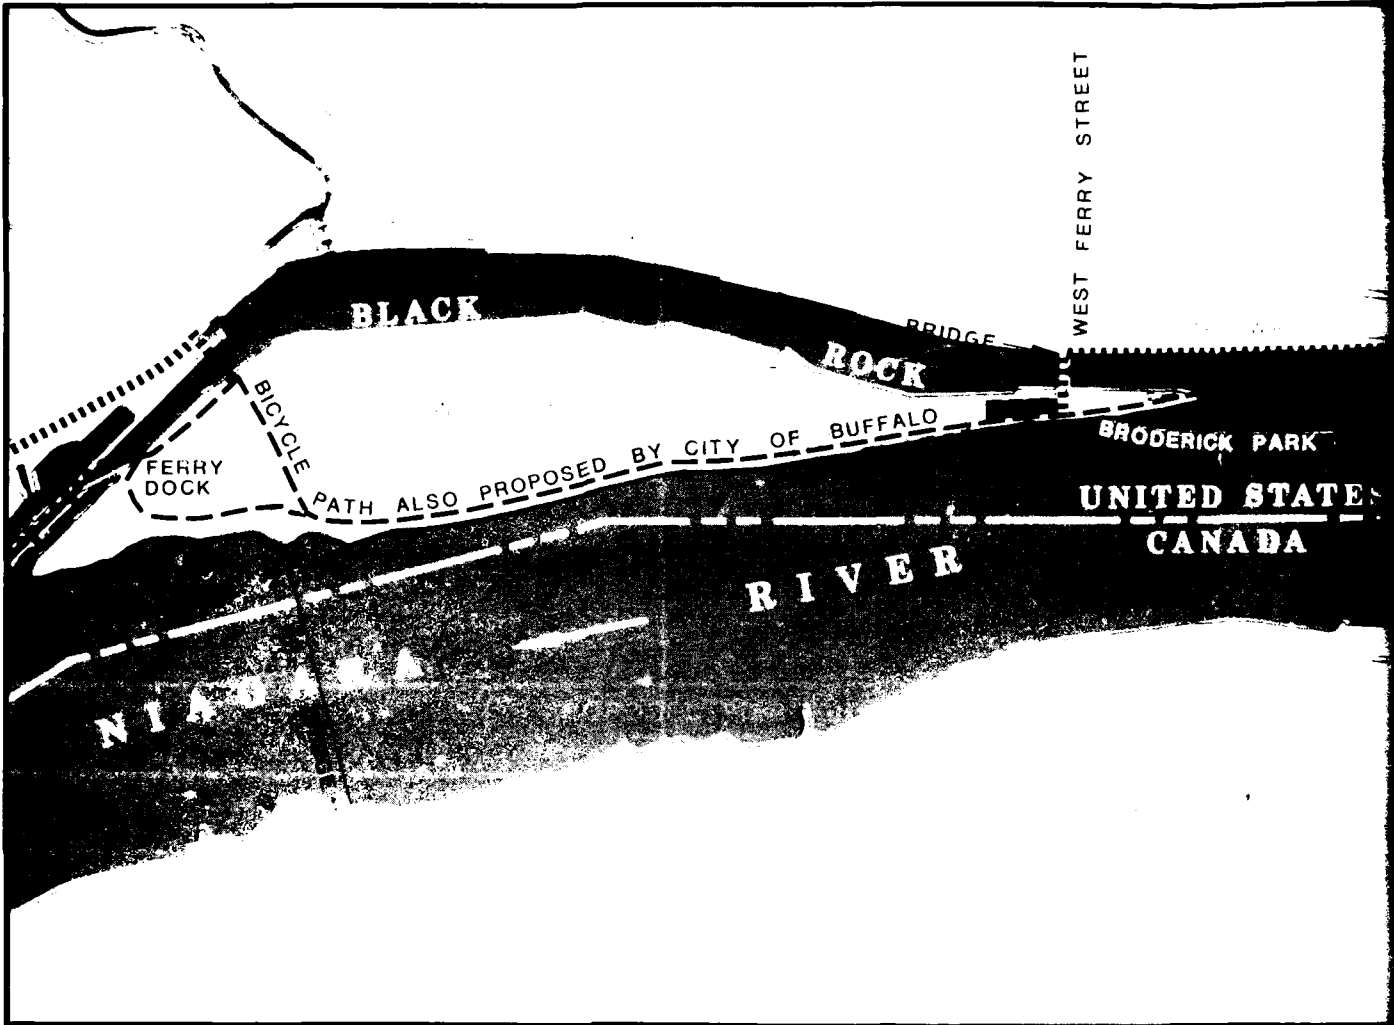 WEST FERRY STREET
BLACK
ROCK
BRIDGE
BICYCLE
PATH ALSO PROPOSED BY CITY OF BUFFALO
FERRY
DOCK
BRODERICK PARK
UNITED STATES
CANADA
RIVER
NIAGARA